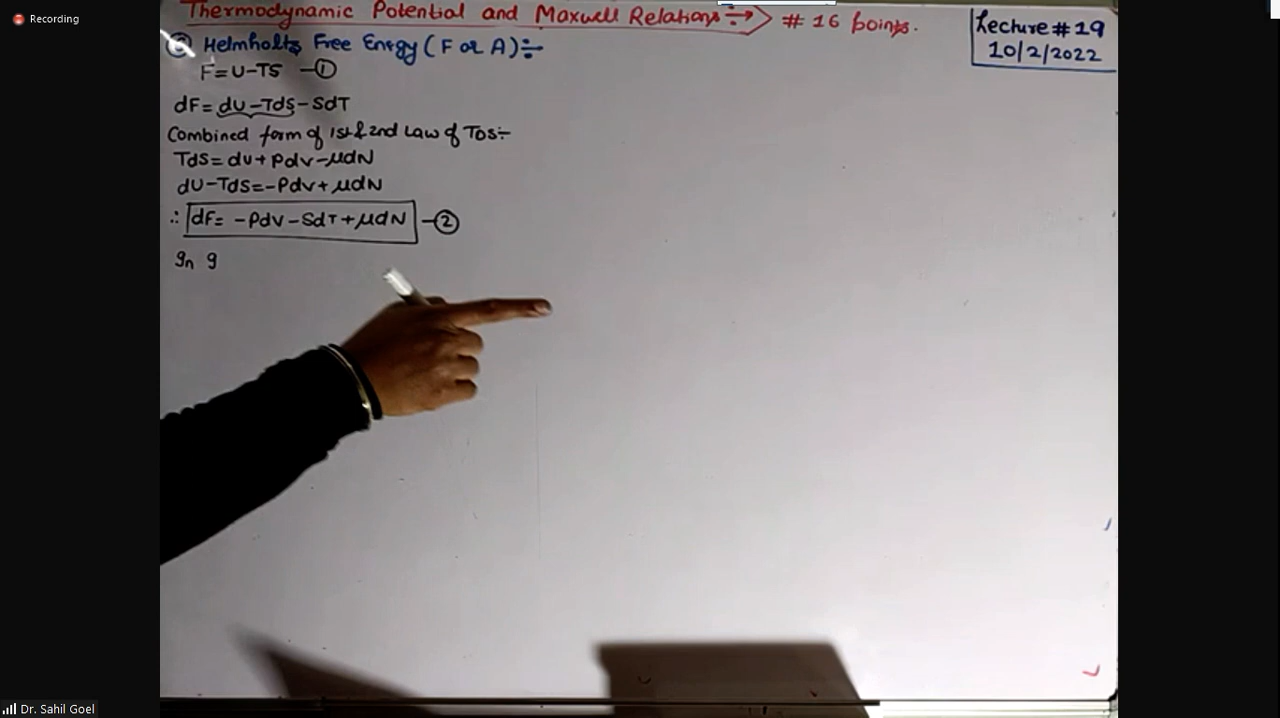 Recording
Thermodynamic Potential and Maxwell Relations ÷→ # 16 points.
Lecture # 19
10/2/2022
Helmholtz Free Energy (F or A) ÷
F = U-TS —①
dF = dU-TdS-SdT
Combined form of 1st & 2nd Law of TDS ÷
TdS = dU + PdV - μdN
dU-TdS = -PdV + μdN
∴ dF = -PdV - SdT + μdN —②
In g
Dr. Sahil Goel